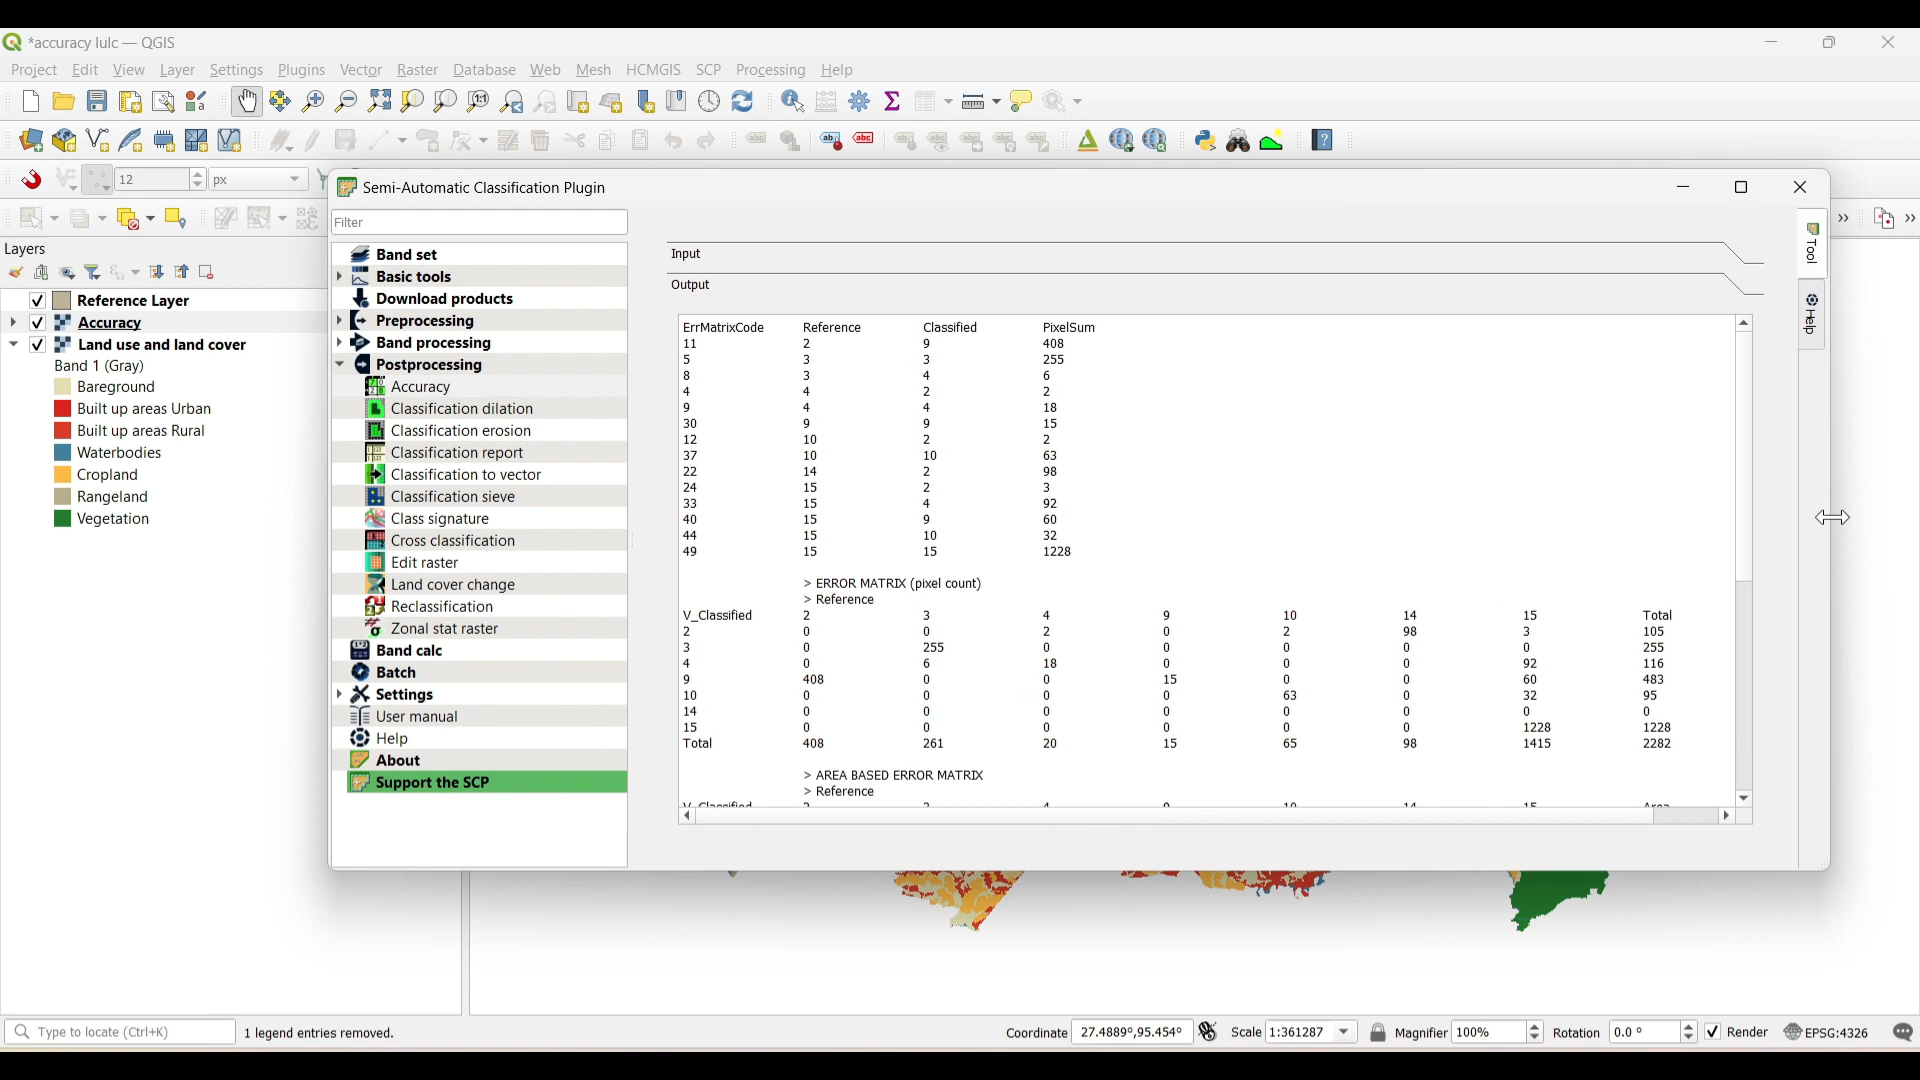 *accuracy lulc — QGIS
Project Edit View Layer Settings Plugins Vector Raster Database Web Mesh HCMGIS SCP Processing Help
12 px
Semi-Automatic Classification Plugin
Filter
Layers
Reference Layer
Accuracy
Land use and land cover
Band 1 (Gray)
Bareground
Built up areas Urban
Built up areas Rural
Waterbodies
Cropland
Rangeland
Vegetation
Band set
Basic tools
Download products
Preprocessing
Band processing
Postprocessing
Accuracy
Classification dilation
Classification erosion
Classification report
Classification to vector
Classification sieve
Class signature
Cross classification
Edit raster
Land cover change
Reclassification
Zonal stat raster
Band calc
Batch
Settings
User manual
Help
About
Support the SCP
Input
Output
Tool
Help
ErrMatrixCode Reference Classified PixelSum
11 2 9 408
5 3 3 255
8 3 4 6
4 4 2 2
9 4 4 18
30 9 9 15
12 10 2 2
37 10 10 63
22 14 2 98
24 15 2 3
33 15 4 92
40 15 9 60
44 15 10 32
49 15 15 1228
> ERROR MATRIX (pixel count)
> Reference
V_Classified 2 3 4 9 10 14 15 Total
2 0 0 2 0 2 98 3 105
3 0 255 0 0 0 0 0 255
4 0 6 18 0 0 0 92 116
9 408 0 0 15 0 0 60 483
10 0 0 0 0 63 0 32 95
14 0 0 0 0 0 0 0 0
15 0 0 0 0 0 0 1228 1228
Total 408 261 20 15 65 98 1415 2282
> AREA BASED ERROR MATRIX
> Reference
V_Classified 2 3 4 9 10 14 15 Area
Type to locate (Ctrl+K) 1 legend entries removed. Coordinate 27.4889°,95.454° Scale 1:361287 Magnifier 100% Rotation 0.0 ° Render EPSG:4326